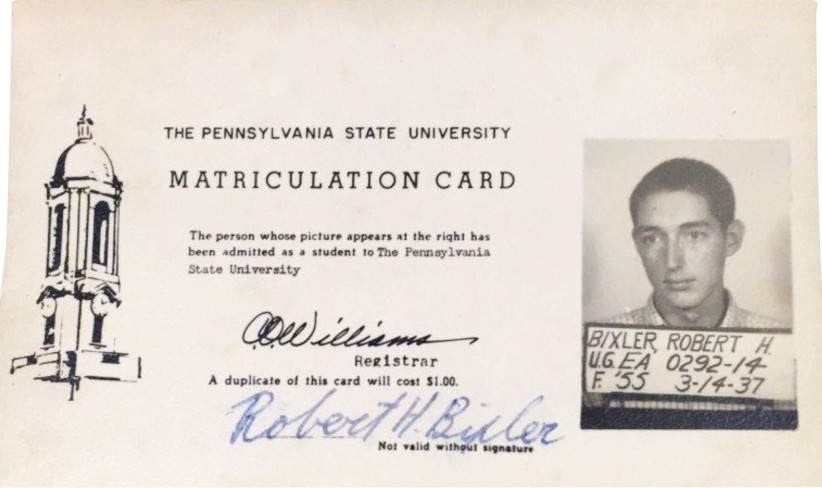 THE PENNSYLVANIA STATE UNIVERSITY
MATRICULATION CARD
The person whose picture appears at the right has
been admitted as a student to The Pennsylvania
State University
C.O. Williams
Registrar
A duplicate of this card will cost $1.00.
Robert H. Bixler
Not valid without signature
BIXLER, ROBERT H.
U.G. EA 0292-14
F. '55 3-14-37